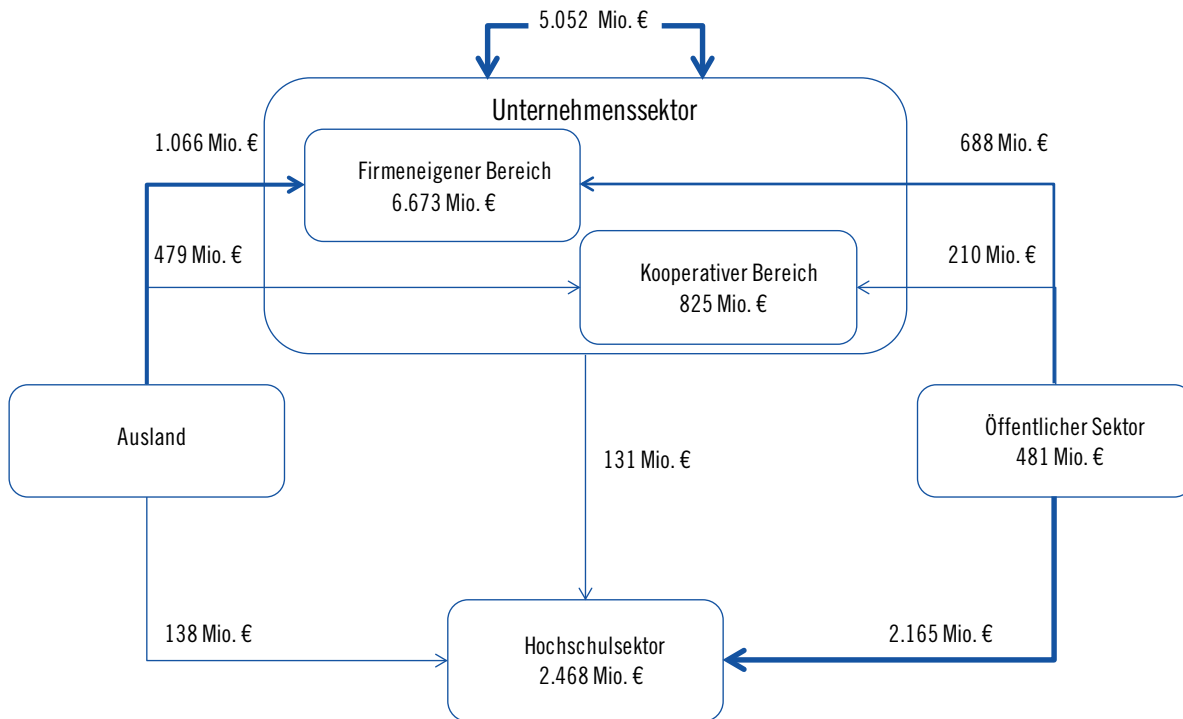 5.052 Mio. €
Unternehmenssektor
1.066 Mio. €
688 Mio. €
Firmeneigener Bereich
6.673 Mio. €
479 Mio. €
210 Mio. €
Kooperativer Bereich
825 Mio. €
Ausland
Öffentlicher Sektor
481 Mio. €
131 Mio. €
138 Mio. €
2.165 Mio. €
Hochschulsektor
2.468 Mio. €